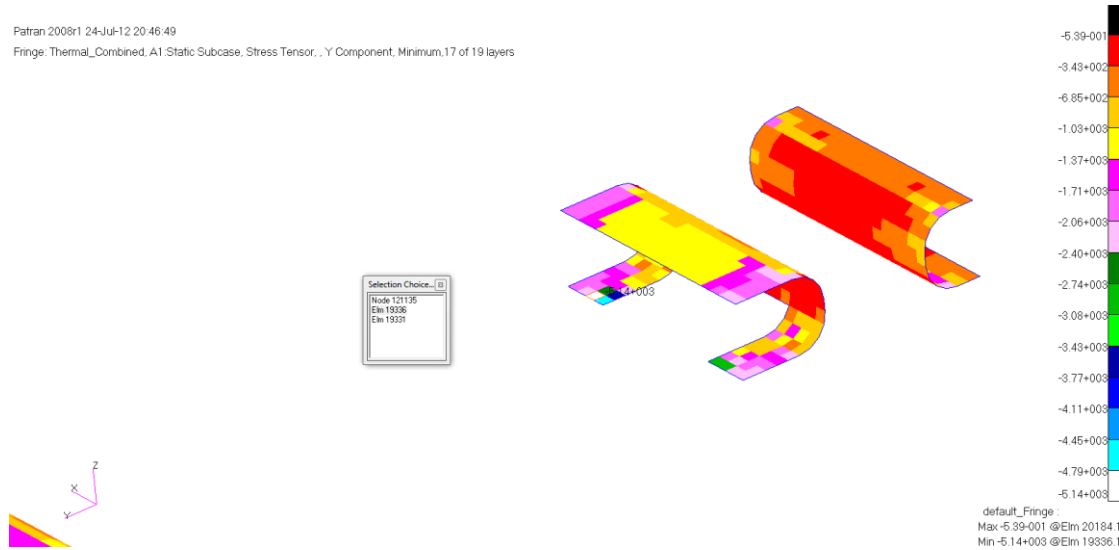 Patran 2008r1 24-Jul-12 20:46:49
Fringe: Thermal_Combined, A1:Static Subcase, Stress Tensor, , Y Component, Minimum,17 of 19 layers
-5.39-001
-3.43+002
-6.85+002
-1.03+003
-1.37+003
-1.71+003
-2.06+003
-2.40+003
-2.74+003
-3.08+003
-3.43+003
-3.77+003
-4.11+003
-4.45+003
-4.79+003
-5.14+003
Selection Choice...
Node 121135
Elm 19336
Elm 19331
5.14+003
Z
X
Y
default_Fringe :
Max -5.39-001 @Elm 20184.1
Min -5.14+003 @Elm 19336.1